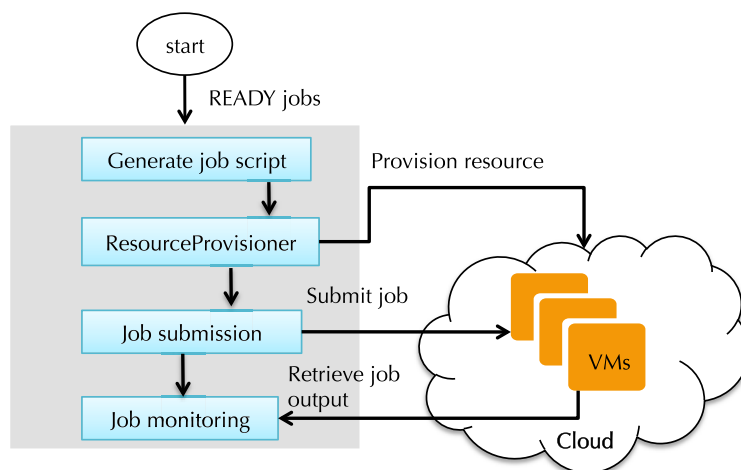 start
READY jobs
Generate job script
Provision resource
ResourceProvisioner
Submit job
Job submission
VMs
Retrieve job
output
Job monitoring
Cloud